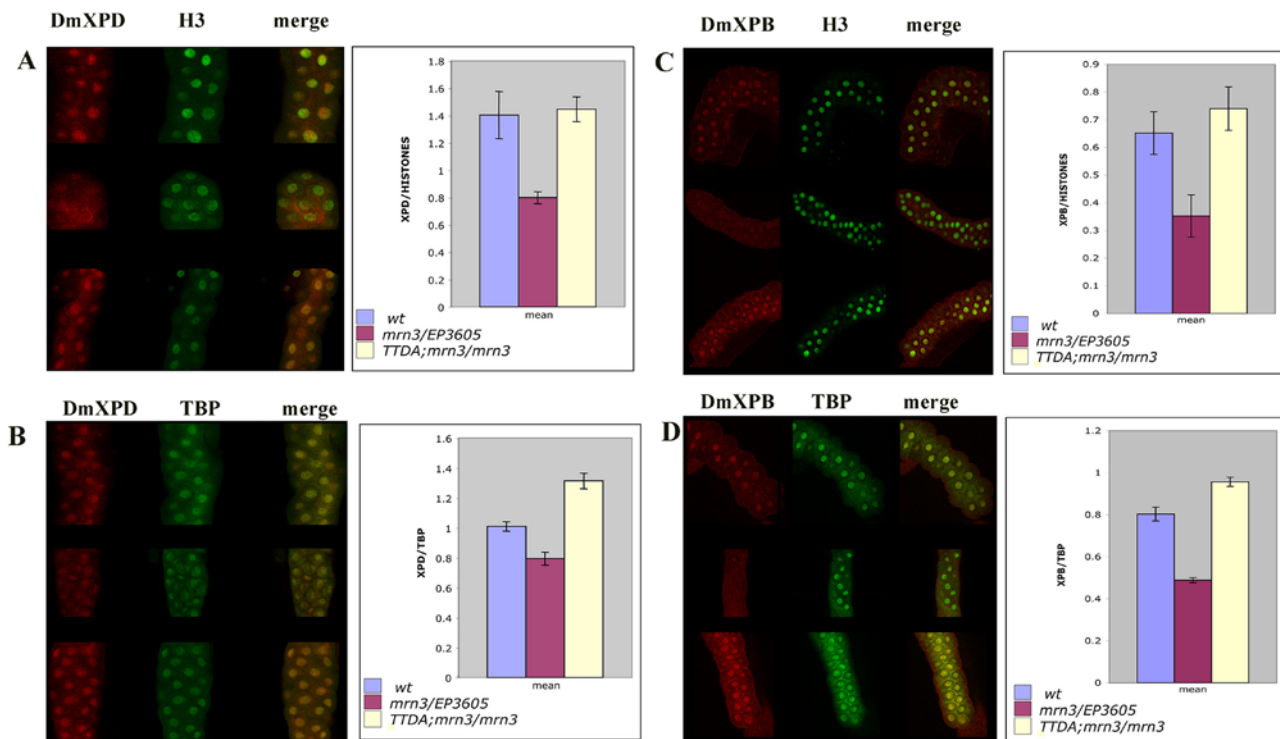 DmXPD H3 merge
A
XPD/HISTONES
1.8
1.6
1.4
1.2
1
0.8
0.6
0.4
0.2
0
mean
wt
mrn3/EP3605
TTDA;mrn3/mrn3
DmXPD TBP merge
B
XPD/TBP
1.6
1.4
1.2
1
0.8
0.6
0.4
0.2
0
mean
wt
mrn3/EP3605
TTDA;mrn3/mrn3
DmXPB H3 merge
C
XPB/HISTONES
0.9
0.8
0.7
0.6
0.5
0.4
0.3
0.2
0.1
0
mean
wt
mrn3/EP3605
TTDA;mrn3/mrn3
DmXPB TBP merge
D
XPB/TBP
1.2
1
0.8
0.6
0.4
0.2
0
mean
wt
mrn3/EP3605
TTDA;mrn3/mrn3